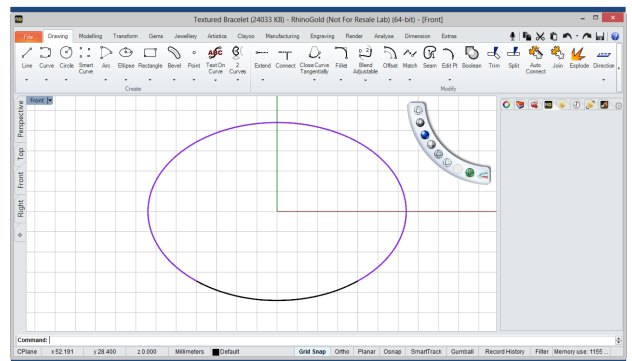 Textured Bracelet (24033 KB) - RhinoGold (Not For Resale Lab) (64-bit) - [Front]
File Drawing Modelling Transform Gems Jewellery Artistics Clayoo Manufacturing Engraving Render Analyse Dimension Extras
Line Curve Circle Smart Curve Arc Ellipse Rectangle Bevel Point Text On Curve 2 Curves Extend Connect Close Curve Tangentially Fillet Blend Adjustable Offset Match Seam Edit Pt Boolean Trim Split Auto Connect Join Explode Direction
Create Modify
Front
Perspective
Top
Front
Right
Command:
CPlane x 52.191 y 28.400 z 0.000 Millimeters Default Grid Snap Ortho Planar Osnap SmartTrack Gumball Record History Filter Memory use: 1155 ...